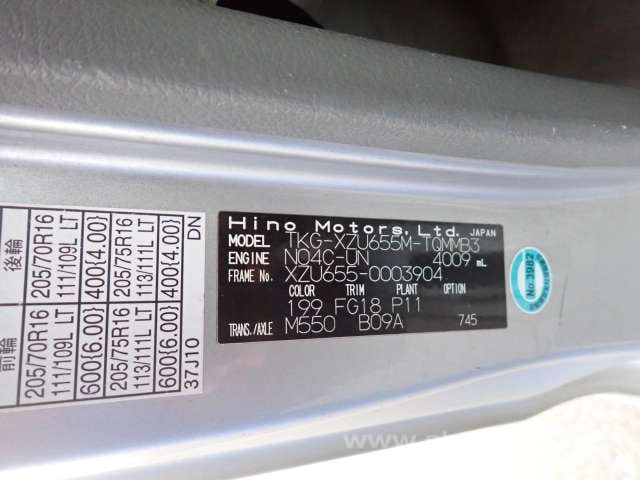 Hino Motors, Ltd. JAPAN
MODEL TKG-XZU655M-TQMMB3
ENGINE N04C-UN 4009 mL
FRAME No. XZU655-0003904
COLOR TRIM PLANT OPTION
199 FG18 P11
TRANS./AXLE M550 B09A 745
No.3982
前輪 後輪
205/70R16 205/70R16
111/109L LT 111/109L LT
600{6.00} 400{4.00}
205/75R16 205/75R16
113/111L LT 113/111L LT
600{6.00} 400{4.00}
37J10 DN